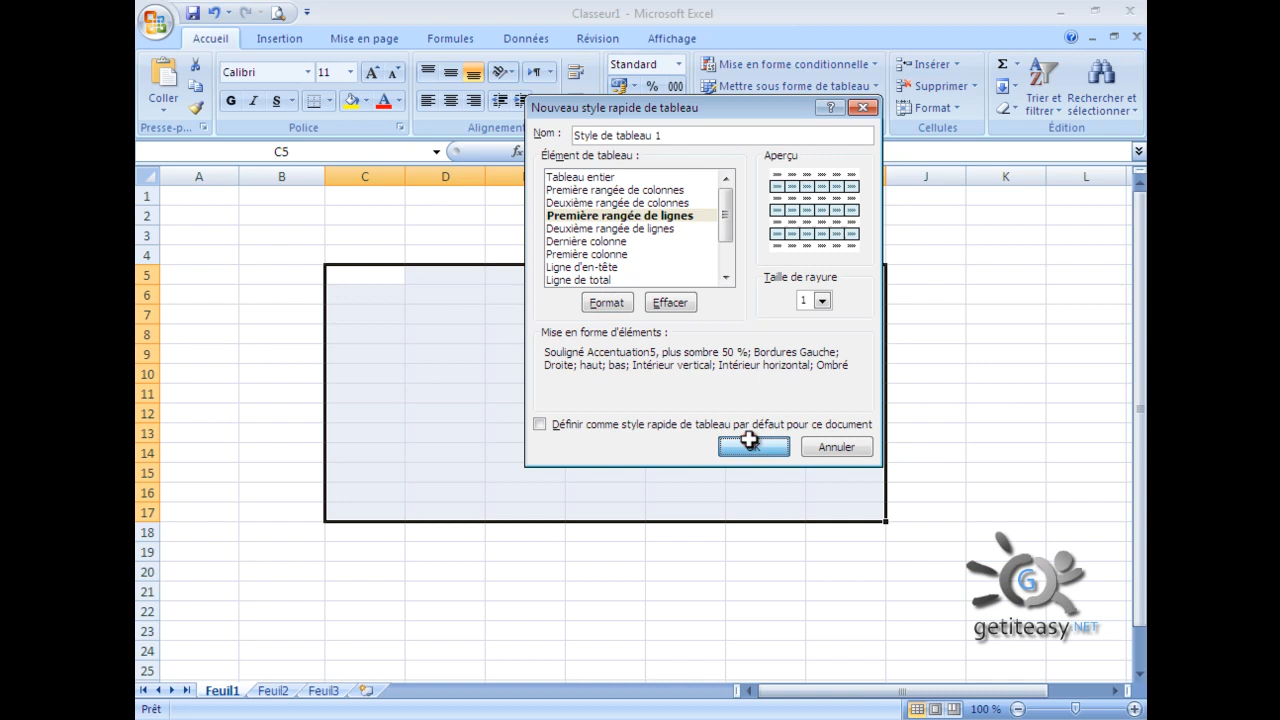 Classeur1 - Microsoft Excel
Accueil Insertion Mise en page Formules Données Révision Affichage
Coller
Presse-p...
Calibri 11
G I S
Police
Alignement
Standard
% 000
Mise en forme conditionnelle
Mettre sous forme de tableau
Insérer
Supprimer
Format
Cellules
Σ
Trier et filtrer
Rechercher et sélectionner
Édition
C5 fx
A B C D J K L
1
2
3
4
5
6
7
8
9
10
11
12
13
14
15
16
17
18
19
20
21
22
23
24
25
Nouveau style rapide de tableau
Nom : Style de tableau 1
Élément de tableau :
Tableau entier
Première rangée de colonnes
Deuxième rangée de colonnes
Première rangée de lignes
Deuxième rangée de lignes
Dernière colonne
Première colonne
Ligne d'en-tête
Ligne de total
Format Effacer
Aperçu
Taille de rayure
1
Mise en forme d'éléments :
Souligné Accentuation5, plus sombre 50 %; Bordures Gauche;
Droite; haut; bas; Intérieur vertical; Intérieur horizontal; Ombré
Définir comme style rapide de tableau par défaut pour ce document
Annuler
G
getiteasy.NET
Feuil1 Feuil2 Feuil3
Prêt 100 %